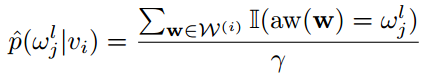 \hat{p}(\omega_j^l|v_i) = \frac{\sum_{\mathbf{w} \in \mathcal{W}^{(i)}} \mathbb{I}(\mathrm{aw}(\mathbf{w}) = \omega_j^l)}{\gamma}